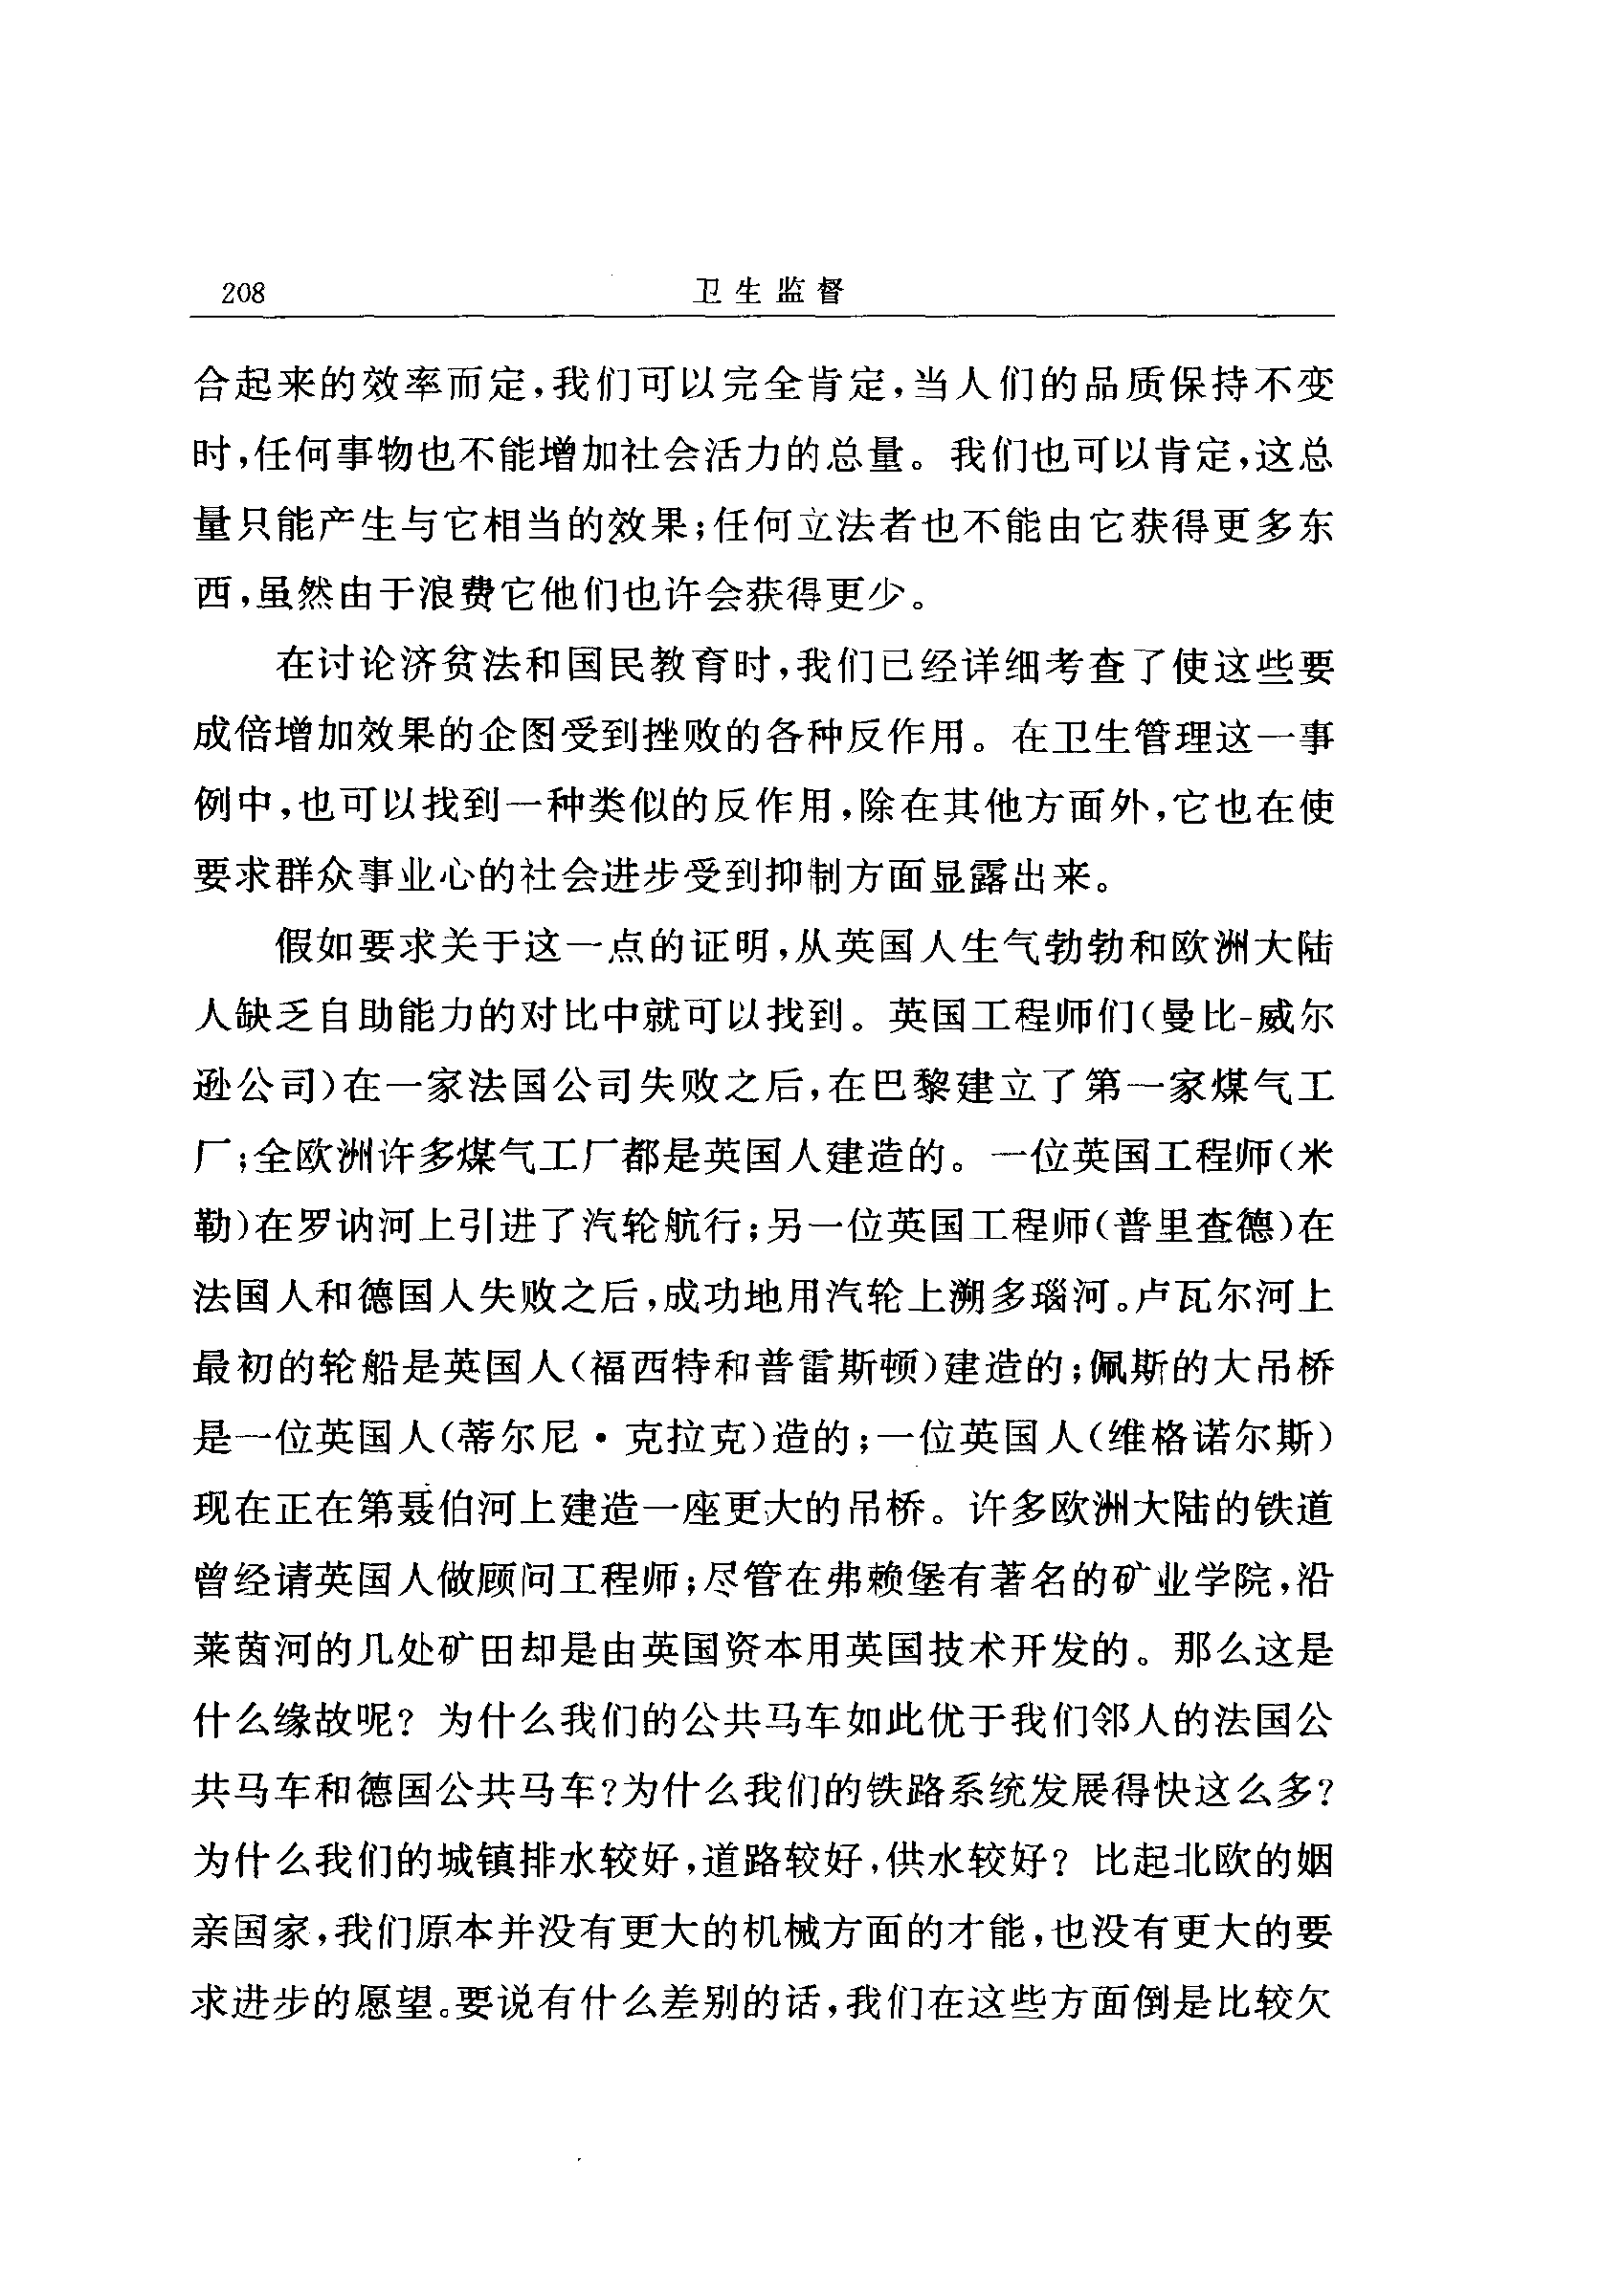 208 卫生监督
合起来的效率而定,我们可以完全肯定,当人们的品质保持不变
时,任何事物也不能增加社会活力的总量。我们也可以肯定,这总
量只能产生与它相当的效果;任何立法者也不能由它获得更多东
西,虽然由于浪费它他们也许会获得更少。
在讨论济贫法和国民教育时,我们已经详细考查了使这些要
成倍增加效果的企图受到挫败的各种反作用。在卫生管理这一事
例中,也可以找到一种类似的反作用,除在其他方面外,它也在使
要求群众事业心的社会进步受到抑制方面显露出来。
假如要求关于这一点的证明,从英国人生气勃勃和欧洲大陆
人缺乏自助能力的对比中就可以找到。英国工程师们(曼比-威尔
逊公司)在一家法国公司失败之后,在巴黎建立了第一家煤气工
厂;全欧洲许多煤气工厂都是英国人建造的。一位英国工程师(米
勒)在罗讷河上引进了汽轮航行;另一位英国工程师(普里查德)在
法国人和德国人失败之后,成功地用汽轮上溯多瑙河。卢瓦尔河上
最初的轮船是英国人(福西特和普雷斯顿)建造的;佩斯的大吊桥
是一位英国人(蒂尔尼·克拉克)造的;一位英国人(维格诺尔斯)
现在正在第聂伯河上建造一座更大的吊桥。许多欧洲大陆的铁道
曾经请英国人做顾问工程师;尽管在弗赖堡有著名的矿业学院,沿
莱茵河的几处矿田却是由英国资本用英国技术开发的。那么这是
什么缘故呢?为什么我们的公共马车如此优于我们邻人的法国公
共马车和德国公共马车?为什么我们的铁路系统发展得快这么多?
为什么我们的城镇排水较好,道路较好,供水较好?比起北欧的姻
亲国家,我们原本并没有更大的机械方面的才能,也没有更大的要
求进步的愿望。要说有什么差别的话,我们在这些方面倒是比较欠